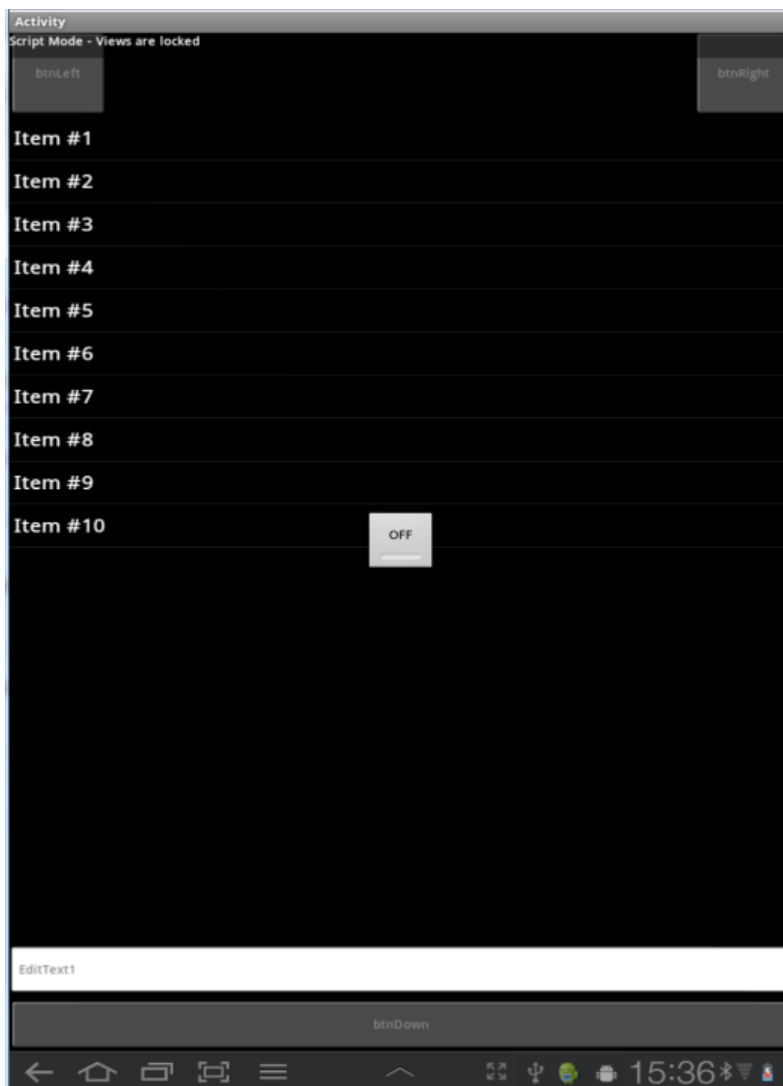 Activity
Script Mode - Views are locked
btnLeft
btnRight
Item #1
Item #2
Item #3
Item #4
Item #5
Item #6
Item #7
Item #8
Item #9
Item #10
OFF
EditText1
btnDown
15:36